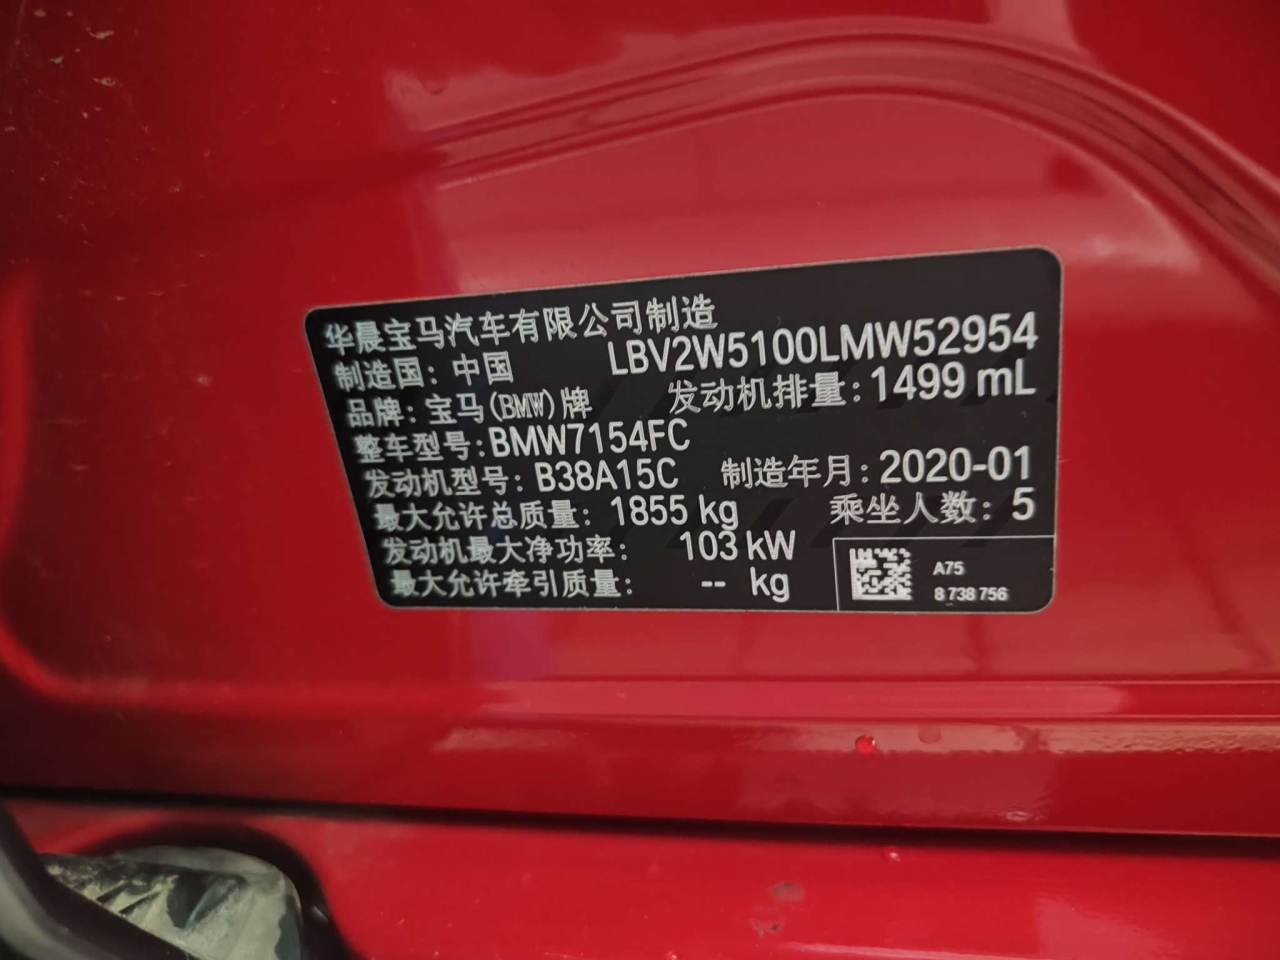 华晨宝马汽车有限公司制造
制造国：中国 LBV2W5100LMW52954
品牌：宝马(BMW)牌 发动机排量：1499 mL
整车型号：BMW7154FC
发动机型号：B38A15C 制造年月：2020-01
最大允许总质量：1855 kg 乘坐人数：5
发动机最大净功率： 103 kW
最大允许牵引质量： -- kg
A75
8 738 756